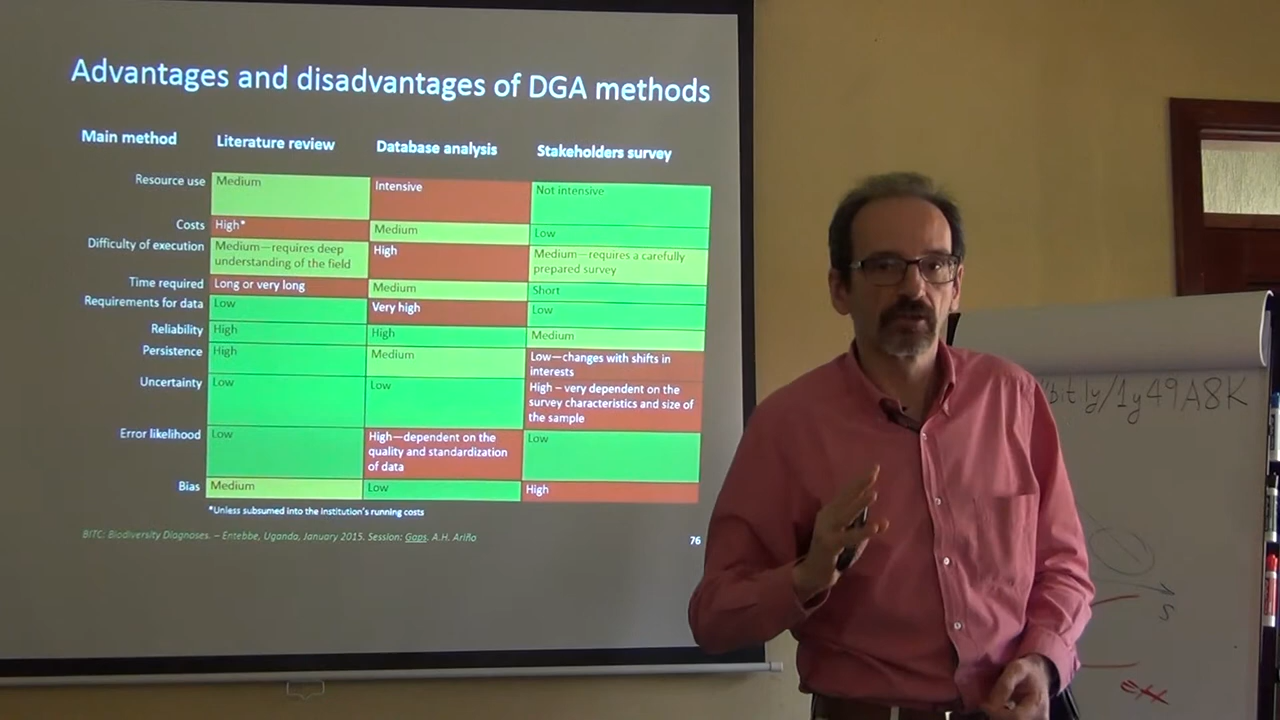 Advantages and disadvantages of DGA methods
Main method Literature review Database analysis Stakeholders survey
Resource use Medium Intensive Not intensive
Costs High* Medium Low
Difficulty of execution Med—requires deep understanding of the field High Medium—requires a carefully prepared survey
Time required Long or very long Medium Short
Requirements for data Low Very high Low
Reliability High High Medium
Persistence High Medium Low—changes with shifts in interests
Uncertainty Low Low High – very dependent on the survey characteristics and size of the sample
Error likelihood Low High—dependent on the quality and standardization of data Low
Bias Medium Low High
*Unless subsumed into the Institution's running costs
BITC: Biodiversity Diagnoses. – Entebbe, Uganda, January 2015. Session: Gaps. A.H. Ariño
76
bit ly/1y49A8K
S